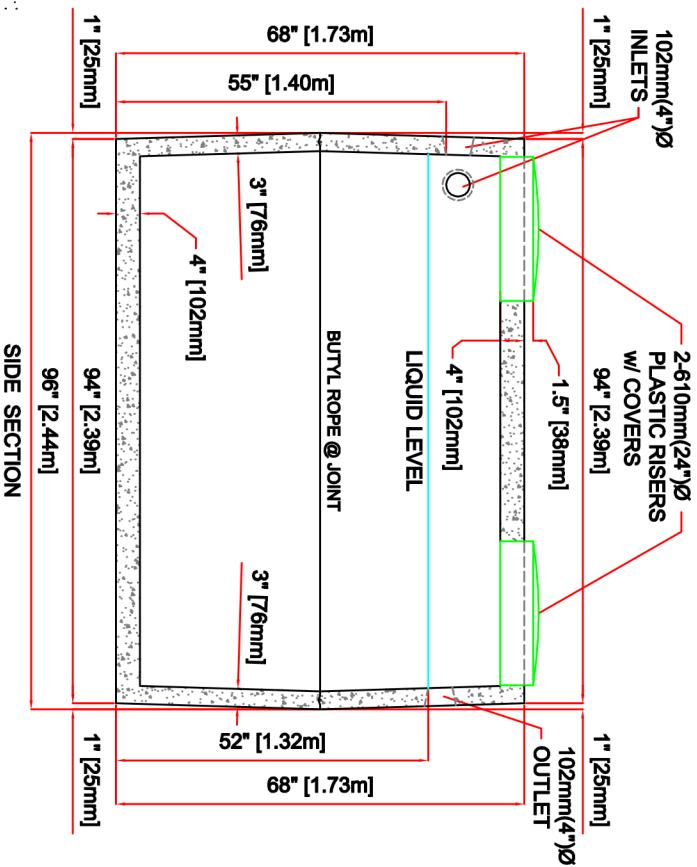 102mm(4")Ø
INLETS
2-610mm(24")Ø
PLASTIC RISERS
W/ COVERS
102mm(4")Ø
OUTLET
1" [25mm]
94" [2.39m]
1" [25mm]
1.5" [38mm]
4" [102mm]
68" [1.73m]
55" [1.40m]
LIQUID LEVEL
BUTYL ROPE @ JOINT
3" [76mm]
3" [76mm]
4" [102mm]
52" [1.32m]
68" [1.73m]
1" [25mm]
94" [2.39m]
1" [25mm]
96" [2.44m]
SIDE SECTION